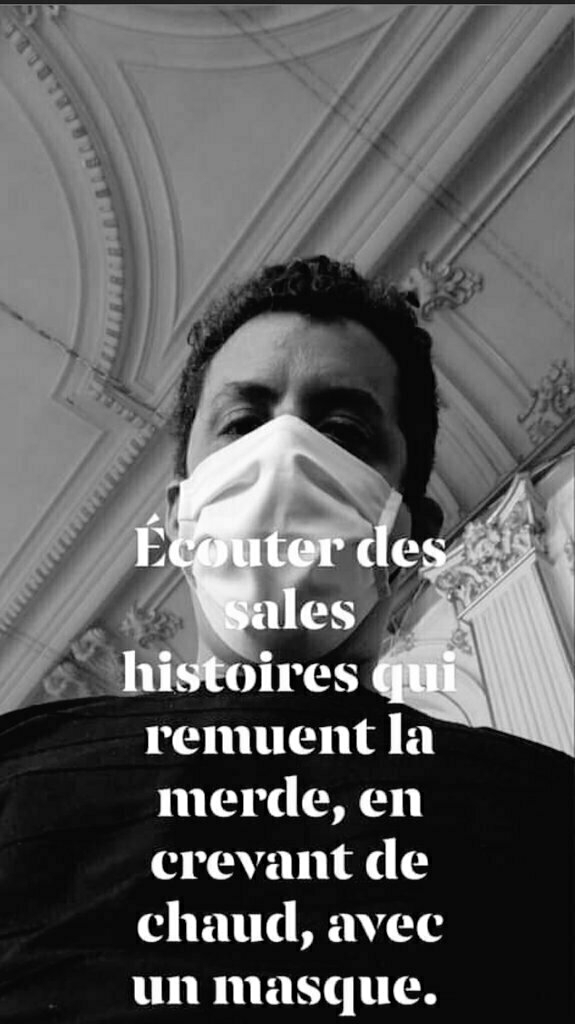 Écouter des
sales
histoires qui
remuent la
merde, en
crevant de
chaud, avec
un masque.